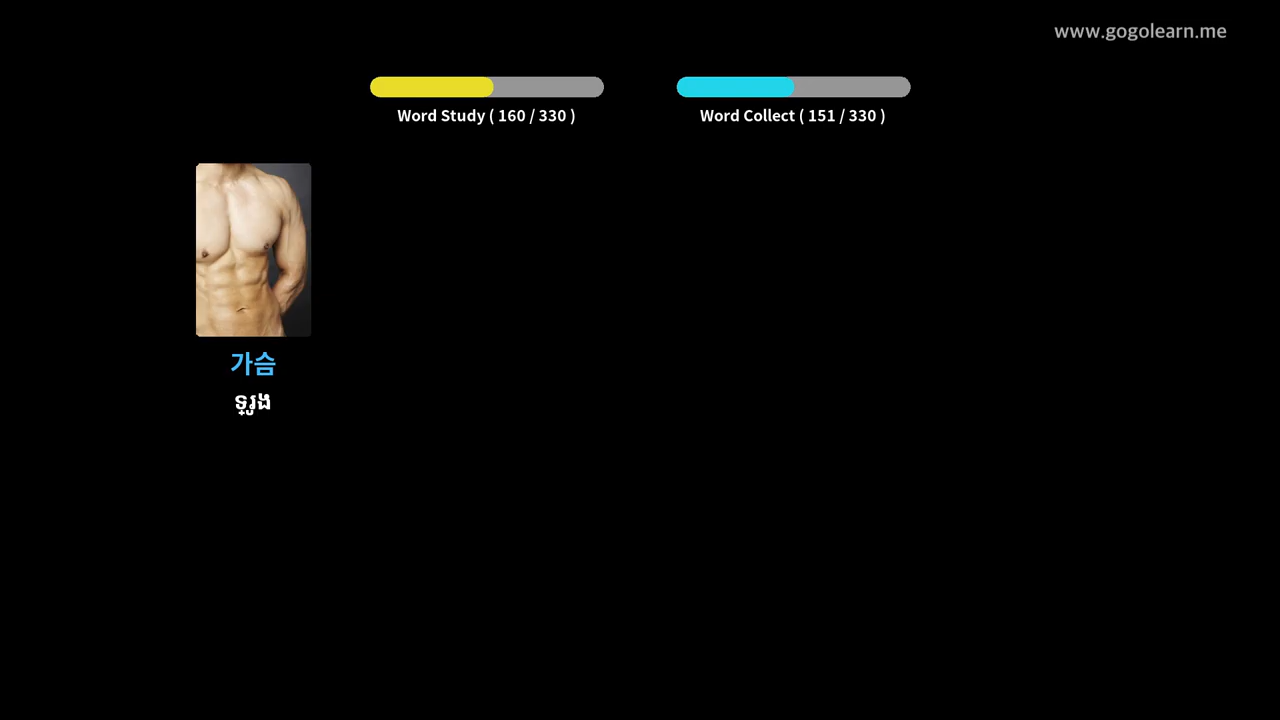 www.gogolearn.me
Word Study ( 160 / 330 )
Word Collect ( 151 / 330 )
가슴
ទ្រូង